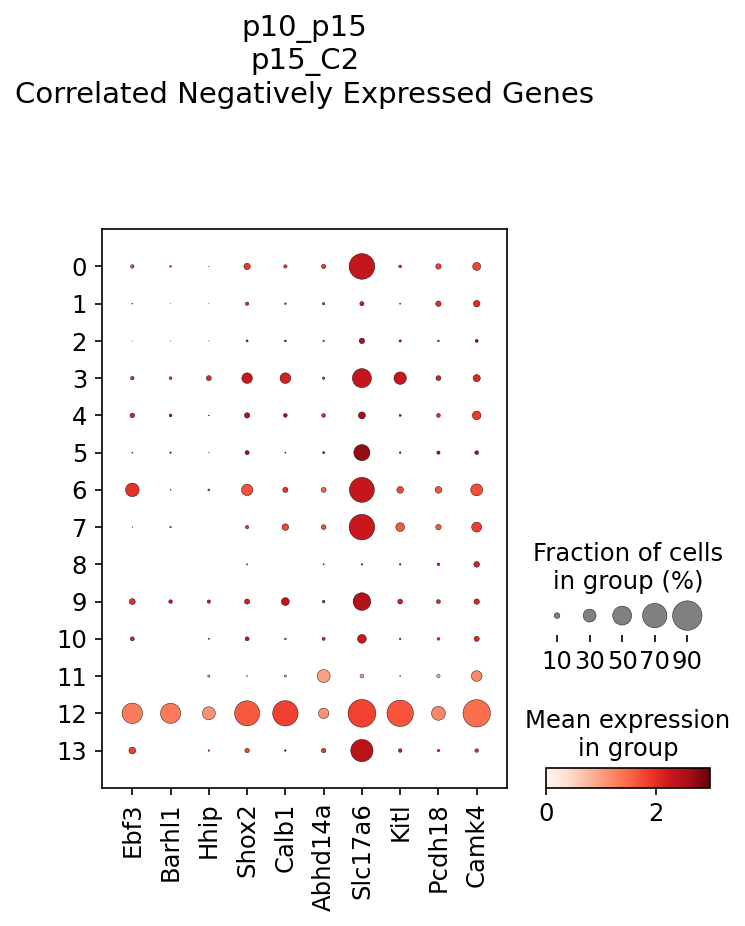 p10_p15
p15_C2
Correlated Negatively Expressed Genes
0
1
2
3
4
5
6
7
8
9
10
11
12
13
Ebf3
Barhl1
Hhip
Shox2
Calb1
Abhd14a
Slc17a6
Kitl
Pcdh18
Camk4
Fraction of cells
in group (%)
10 30 50 70 90
Mean expression
in group
0 2